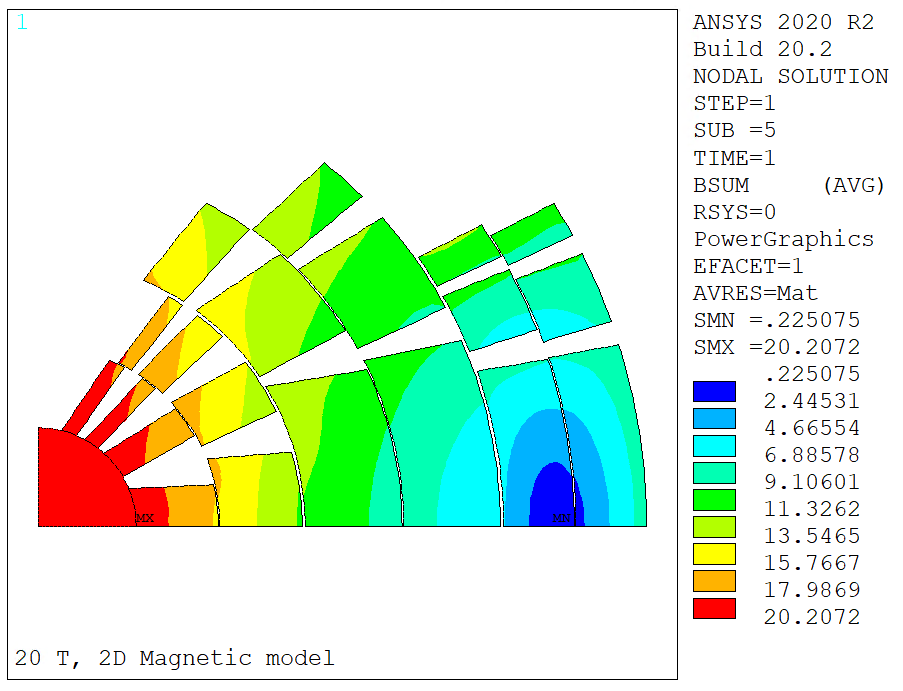 1
ANSYS 2020 R2
Build 20.2
NODAL SOLUTION
STEP=1
SUB =5
TIME=1
BSUM (AVG)
RSYS=0
PowerGraphics
EFACET=1
AVRES=Mat
SMN =.225075
SMX =20.2072
.225075
2.44531
4.66554
6.88578
9.10601
11.3262
13.5465
15.7667
17.9869
20.2072
MX
MN
20 T, 2D Magnetic model